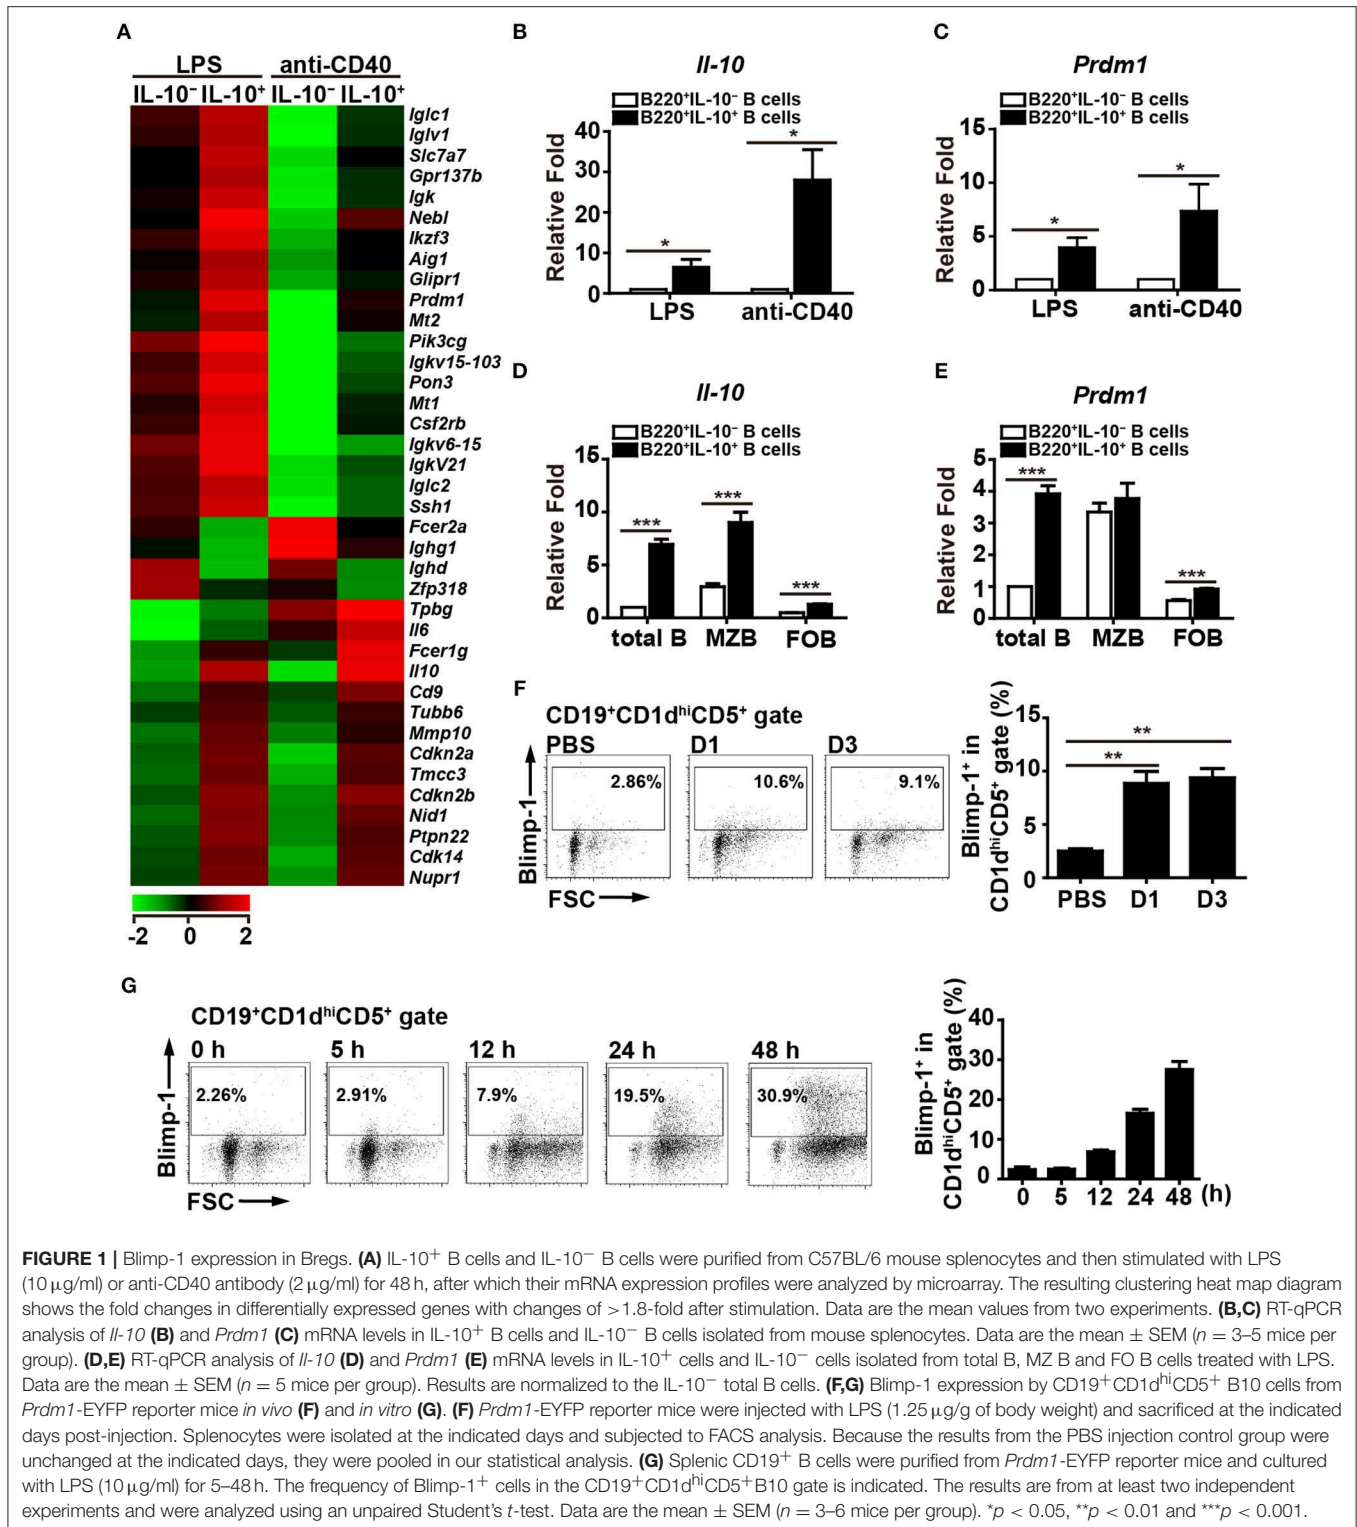 A
LPS anti-CD40
IL-10⁻ IL-10⁺ IL-10⁻ IL-10⁺
Iglc1
Iglv1
Slc7a7
Gpr137b
Igk
Nebl
Ikzf3
Aig1
Glipr1
Prdm1
Mt2
Pik3cg
Igkv15-103
Pon3
Mt1
Csf2rb
Igkv6-15
IgkV21
Iglc2
Ssh1
Fcer2a
Ighg1
Ighd
Zfp318
Tpbg
Il6
Fcer1g
Il10
Cd9
Tubb6
Mmp10
Cdkn2a
Tmcc3
Cdkn2b
Nid1
Ptpn22
Cdk14
Nupr1
-2 0 2
B
Il-10
B220⁺IL-10⁻ B cells
B220⁺IL-10⁺ B cells
Relative Fold
40
30
20
10
0
* *
LPS anti-CD40
C
Prdm1
B220⁺IL-10⁻ B cells
B220⁺IL-10⁺ B cells
Relative Fold
15
10
5
0
* *
LPS anti-CD40
D
Il-10
B220⁺IL-10⁻ B cells
B220⁺IL-10⁺ B cells
Relative Fold
15
10
5
0
*** *** ***
total B MZB FOB
E
Prdm1
B220⁺IL-10⁻ B cells
B220⁺IL-10⁺ B cells
Relative Fold
5
4
3
2
1
0
*** ***
total B MZB FOB
F
CD19⁺CD1dʰⁱCD5⁺ gate
PBS D1 D3
2.86% 10.6% 9.1%
Blimp-1
FSC
Blimp-1⁺ in
CD1dʰⁱCD5⁺ gate (%)
15
10
5
0
**
**
PBS D1 D3
G
CD19⁺CD1dʰⁱCD5⁺ gate
0 h 5 h 12 h 24 h 48 h
2.26% 2.91% 7.9% 19.5% 30.9%
Blimp-1
FSC
Blimp-1⁺ in
CD1dʰⁱCD5⁺ gate (%)
40
30
20
10
0
0 5 12 24 48 (h)
FIGURE 1 | Blimp-1 expression in Bregs. (A) IL-10⁺ B cells and IL-10⁻ B cells were purified from C57BL/6 mouse splenocytes and then stimulated with LPS
(10 μg/ml) or anti-CD40 antibody (2 μg/ml) for 48 h, after which their mRNA expression profiles were analyzed by microarray. The resulting clustering heat map diagram
shows the fold changes in differentially expressed genes with changes of >1.8-fold after stimulation. Data are the mean values from two experiments. (B,C) RT-qPCR
analysis of Il-10 (B) and Prdm1 (C) mRNA levels in IL-10⁺ B cells and IL-10⁻ B cells isolated from mouse splenocytes. Data are the mean ± SEM (n = 3–5 mice per
group). (D,E) RT-qPCR analysis of Il-10 (D) and Prdm1 (E) mRNA levels in IL-10⁺ cells and IL-10⁻ cells isolated from total B, MZ B and FO B cells treated with LPS.
Data are the mean ± SEM (n = 5 mice per group). Results are normalized to the IL-10⁻ total B cells. (F,G) Blimp-1 expression by CD19⁺CD1dʰⁱCD5⁺ B10 cells from
Prdm1-EYFP reporter mice in vivo (F) and in vitro (G). (F) Prdm1-EYFP reporter mice were injected with LPS (1.25 μg/g of body weight) and sacrificed at the indicated
days post-injection. Splenocytes were isolated at the indicated days and subjected to FACS analysis. Because the results from the PBS injection control group were
unchanged at the indicated days, they were pooled in our statistical analysis. (G) Splenic CD19⁺ B cells were purified from Prdm1-EYFP reporter mice and cultured
with LPS (10 μg/ml) for 5–48 h. The frequency of Blimp-1⁺ cells in the CD19⁺CD1dʰⁱCD5⁺B10 gate is indicated. The results are from at least two independent
experiments and were analyzed using an unpaired Student's t-test. Data are the mean ± SEM (n = 3–6 mice per group). *p < 0.05, **p < 0.01 and ***p < 0.001.